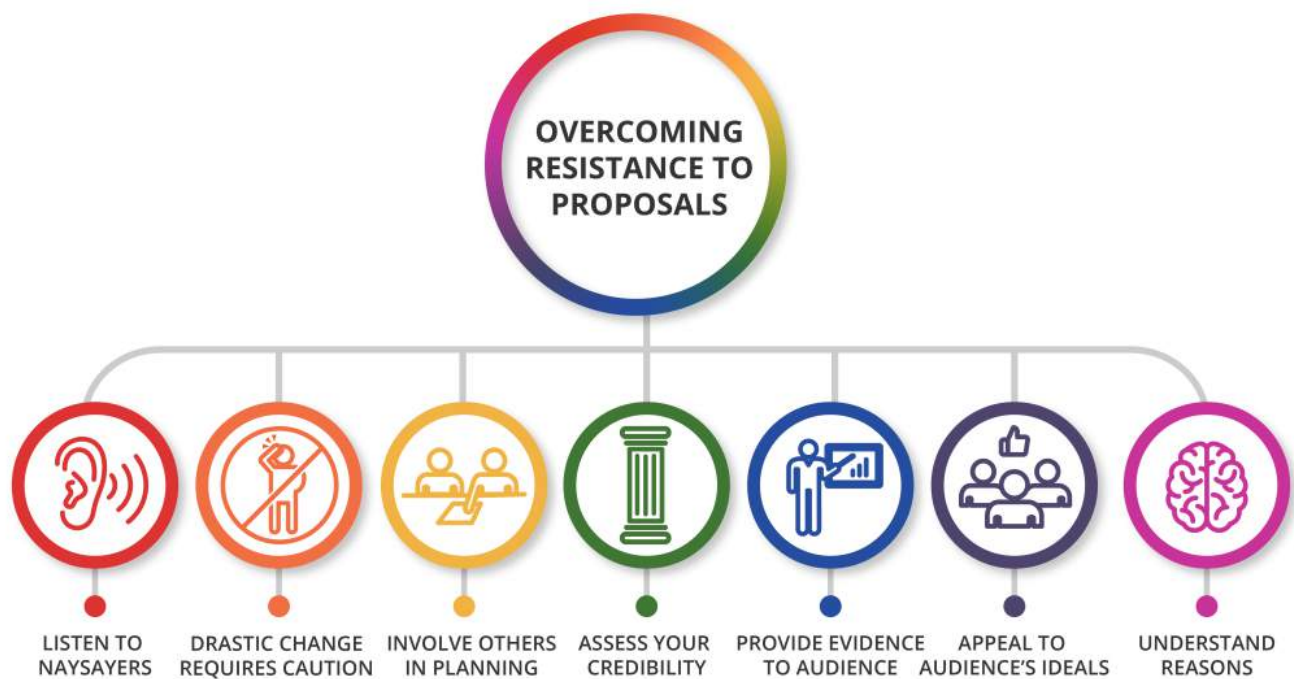 OVERCOMING
RESISTANCE TO
PROPOSALS
LISTEN TO
NAYSAYERS
DRASTIC CHANGE
REQUIRES CAUTION
INVOLVE OTHERS
IN PLANNING
ASSESS YOUR
CREDIBILITY
PROVIDE EVIDENCE
TO AUDIENCE
APPEAL TO
AUDIENCE'S IDEALS
UNDERSTAND
REASONS